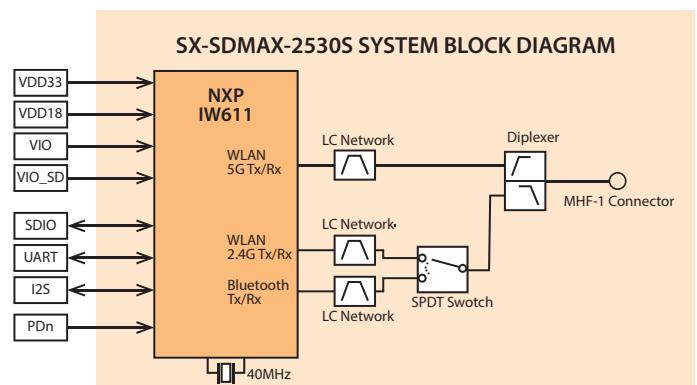 SX-SDMAX-2530S SYSTEM BLOCK DIAGRAM
VDD33
VDD18
VIO
VIO_SD
SDIO
UART
I2S
PDn
NXP
IW611
WLAN
5G Tx/Rx
WLAN
2.4G Tx/Rx
Bluetooth
Tx/Rx
40MHz
LC Network
LC Network
LC Network
SPDT Swotch
Diplexer
MHF-1 Connector